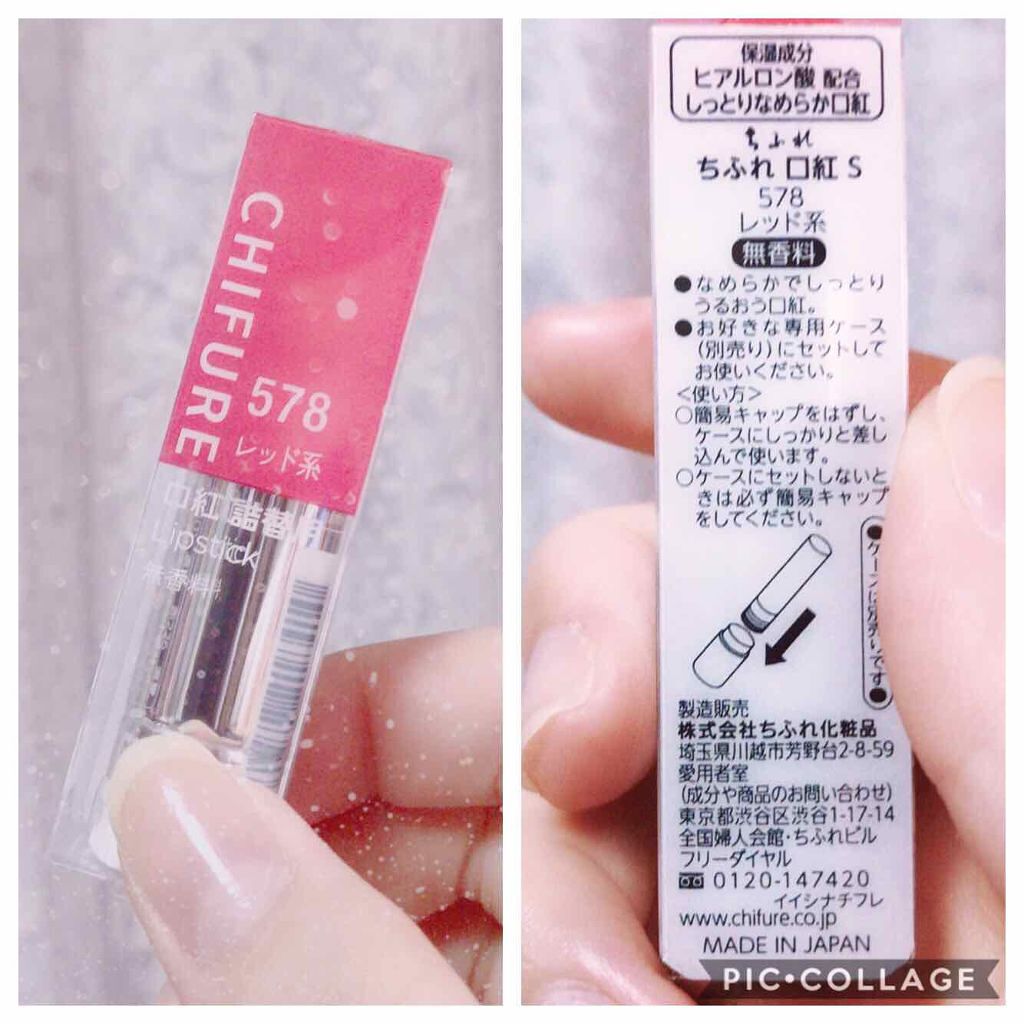 CHIFURE
578
レッド系
口紅 詰替用
Lipstick
無香料
保湿成分
ヒアルロン酸 配合
しっとりなめらか口紅
ちふれ
ちふれ 口紅 S
578
レッド系
無香料
●なめらかでしっとり
うるおう口紅。
●お好きな専用ケース
(別売り)にセットして
お使いください。
<使い方>
○簡易キャップをはずし、
ケースにしっかりと差し
込んで使います。
○ケースにセットしないと
きは必ず簡易キャップ
をしてください。
●ケースは別売りです●
製造販売
株式会社ちふれ化粧品
埼玉県川越市芳野台2-8-59
愛用者室
(成分や商品のお問い合わせ)
東京都渋谷区渋谷1-17-14
全国婦人会館・ちふれビル
フリーダイヤル
0120-147420
イイシナチフレ
www.chifure.co.jp
MADE IN JAPAN
PIC•COLLAGE